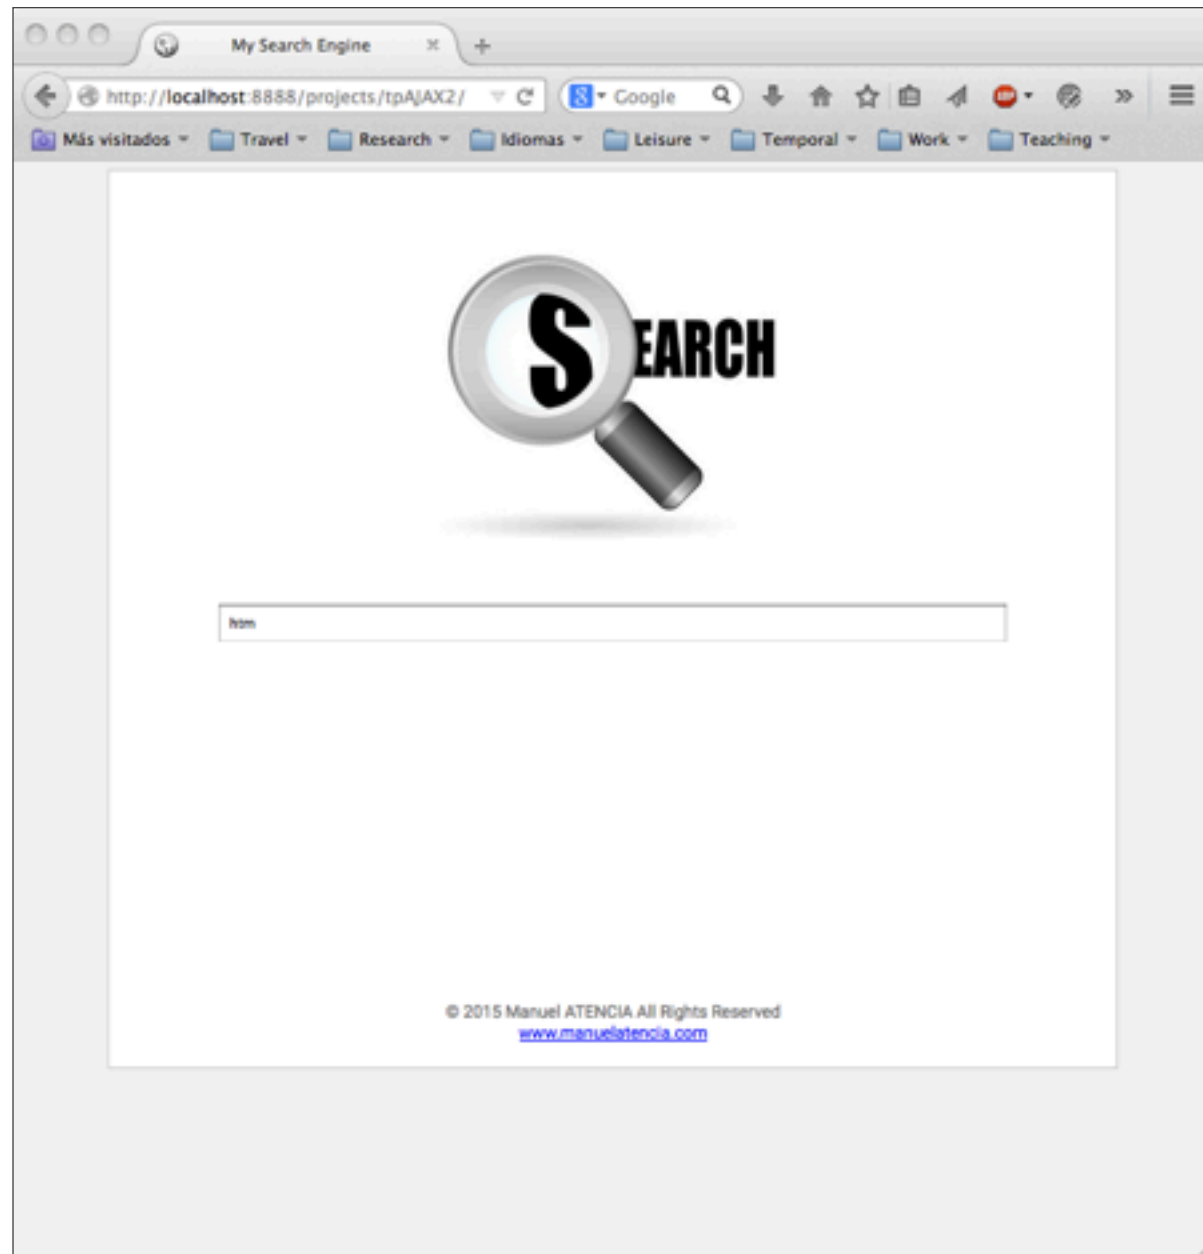 My Search Engine
http://localhost:8888/projects/tpAJAX2/
Google
Más visitados Travel Research Idiomas Leisure Temporal Work Teaching
SEARCH
htm
© 2015 Manuel ATENCIA All Rights Reserved
www.manuelatencia.com